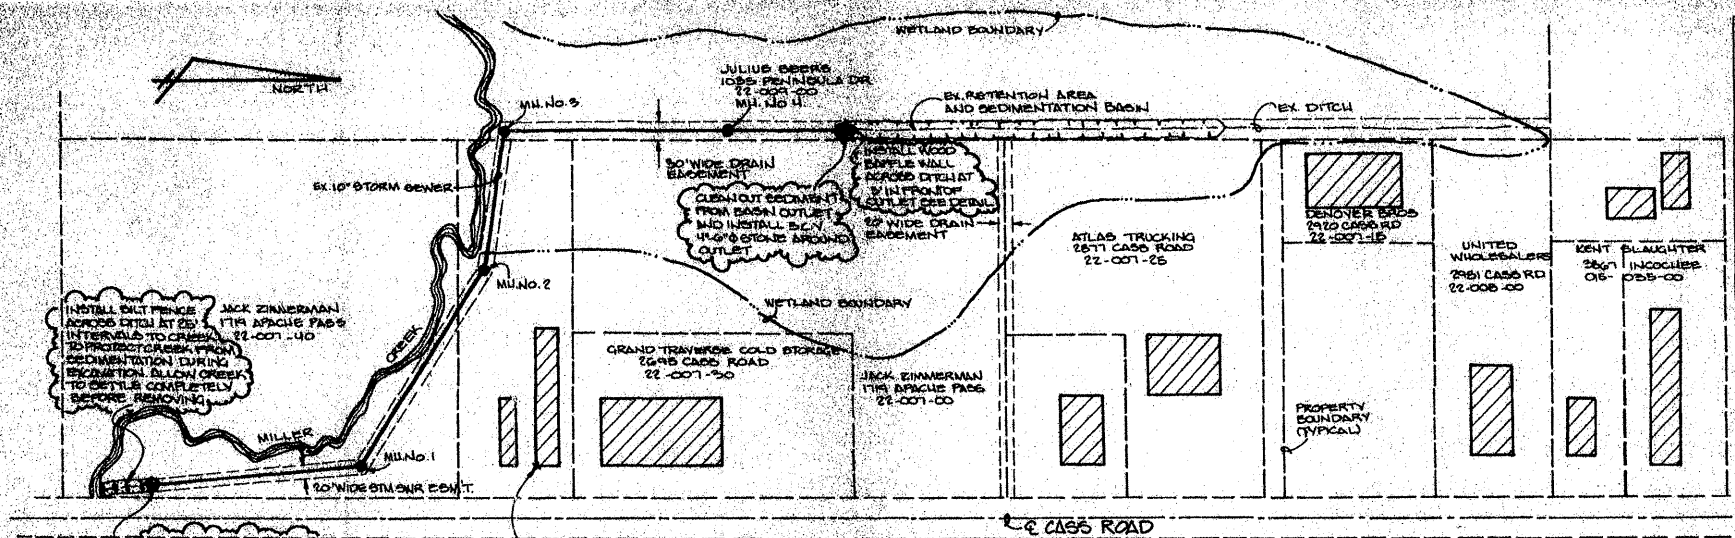 NORTH
WETLAND BOUNDARY
JULIUS BEERS
1085 PENINSULA DR
22-009-00
MH. NO 4
MH. NO. 3
EX. RETENTION AREA
AND SEDIMENTATION BASIN
EX. DITCH
EX. 10" STORM SEWER
30' WIDE DRAIN
EASEMENT
INSTALL WOOD
BAFFLE WALL
ACROSS DITCH AT
IN FRONT OF
OUTLET SEE DETAIL
CLEAN OUT SEDIMENT
FROM BASIN OUTLET
AND INSTALL 5 C.Y.
STONE AROUND
OUTLET
20' WIDE DRAIN
EASEMENT
ATLAS TRUCKING
2877 CASS ROAD
22-007-25
DENOYER BROS
2920 CASS RD
22-007-15
UNITED
WHOLESALERS
2981 CASS RD
22-008-00
KENT SLAUGHTER
3867 INCOCHEE
016-035-00
MH. NO. 2
WETLAND BOUNDARY
INSTALL SILT FENCE
ACROSS DITCH AT 25'
INTERVALS TO CREEK
TO PROTECT CREEK FROM
SEDIMENTATION DURING
EXCAVATION. ALLOW CREEK
TO SETTLE COMPLETELY
BEFORE REMOVING
JACK ZIMMERMAN
1719 APACHE PASS
22-007-40
CREEK
GRAND TRAVERSE COLD STORAGE
2695 CASS ROAD
22-007-30
JACK ZIMMERMAN
1719 APACHE PASS
22-007-00
PROPERTY
BOUNDARY
(TYPICAL)
MILLER
MH. NO. 1
20' WIDE STM SWR ESM'T.
℄ CASS ROAD